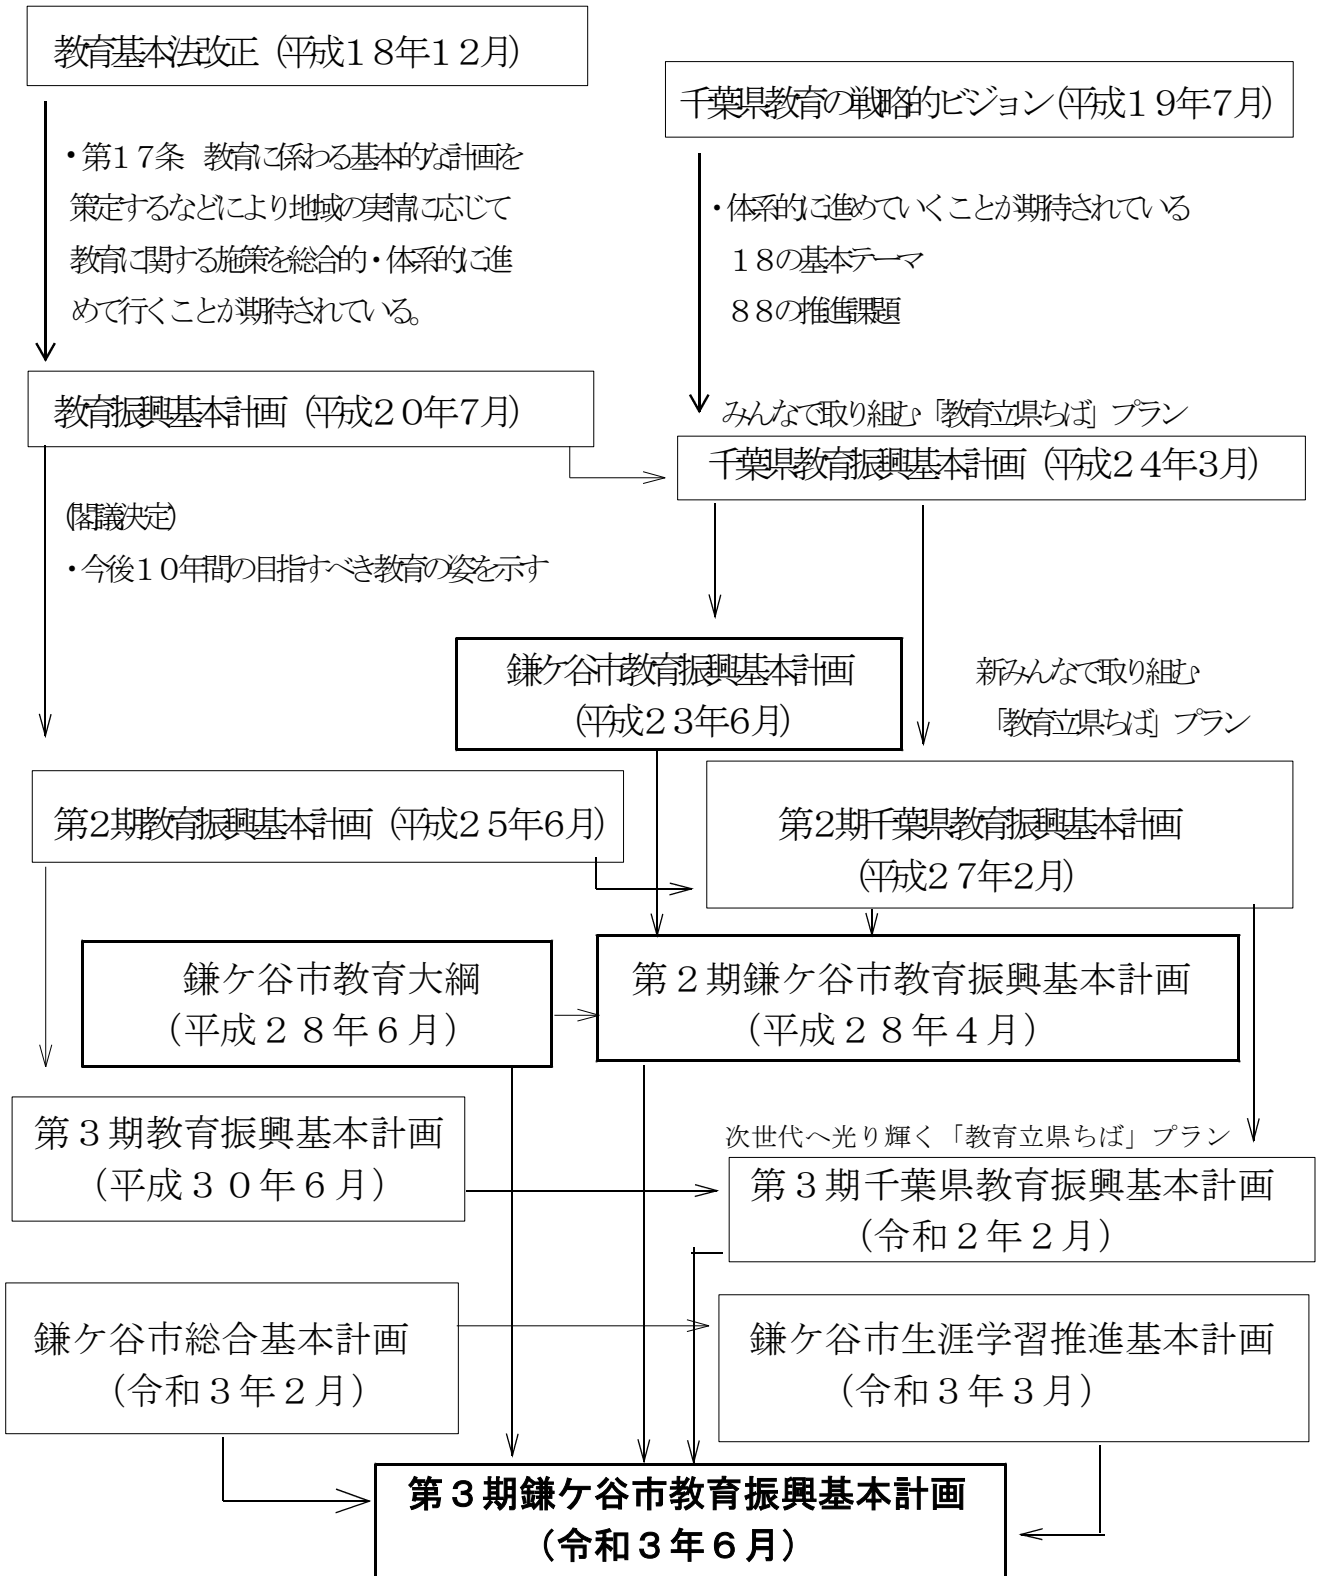 教育基本法改正（平成１８年１２月）
千葉県教育の戦略的ビジョン（平成１９年７月）
・第１７条　教育に係わる基本的な計画を
策定するなどにより地域の実情に応じて
教育に関する施策を総合的・体系的に進
めて行くことが期待されている。
・体系的に進めていくことが期待されている
１８の基本テーマ
８８の推進課題
教育振興基本計画（平成２０年７月）
みんなで取り組む「教育立県ちば」プラン
千葉県教育振興基本計画（平成２４年３月）
（閣議決定）
・今後１０年間の目指すべき教育の姿を示す
鎌ケ谷市教育振興基本計画
（平成２３年６月）
新みんなで取り組む
「教育立県ちば」プラン
第２期教育振興基本計画（平成２５年６月）
第２期千葉県教育振興基本計画
（平成２７年２月）
鎌ケ谷市教育大綱
（平成２８年６月）
第２期鎌ケ谷市教育振興基本計画
（平成２８年４月）
第３期教育振興基本計画
（平成３０年６月）
次世代へ光り輝く「教育立県ちば」プラン
第３期千葉県教育振興基本計画
（令和２年２月）
鎌ケ谷市総合基本計画
（令和３年２月）
鎌ケ谷市生涯学習推進基本計画
（令和３年３月）
第３期鎌ケ谷市教育振興基本計画
（令和３年６月）